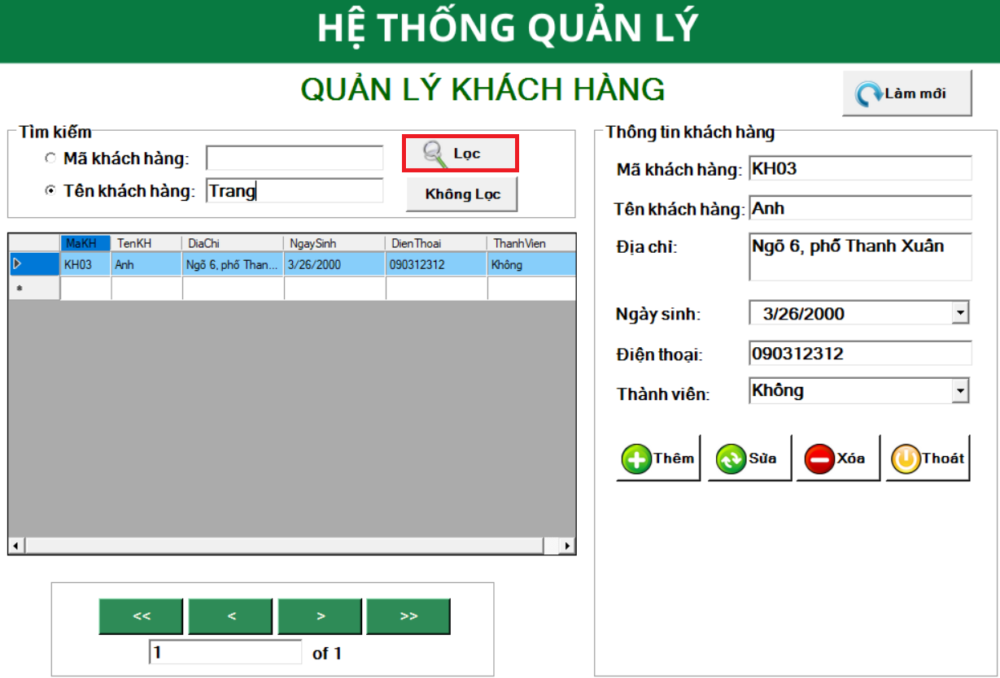 HỆ THỐNG QUẢN LÝ
QUẢN LÝ KHÁCH HÀNG
Làm mới
Tìm kiếm
Mã khách hàng:
Lọc
Tên khách hàng: Trang
Không Lọc
MaKH TenKH DiaChi NgaySinh DienThoai ThanhVien
KH03 Anh Ngõ 6, phố Than... 3/26/2000 090312312 Không
*
<< < > >>
1 of 1
Thông tin khách hàng
Mã khách hàng: KH03
Tên khách hàng: Anh
Địa chỉ: Ngõ 6, phố Thanh Xuân
Ngày sinh: 3/26/2000
Điện thoại: 090312312
Thành viên: Không
Thêm Sửa Xóa Thoát